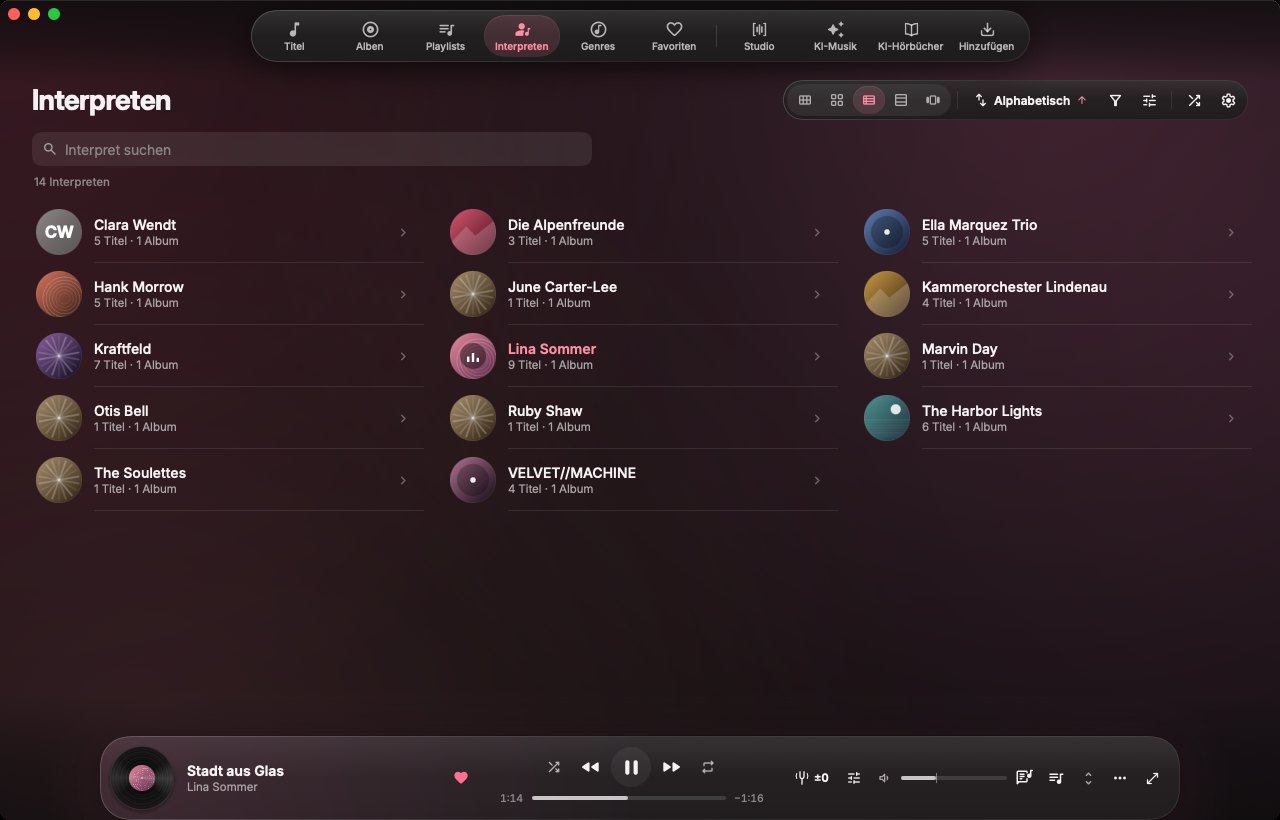 Titel
Alben
Playlists
Interpreten
Genres
Favoriten
Studio
KI-Musik
KI-Hörbücher
Hinzufügen
Interpreten
Alphabetisch
Interpret suchen
14 Interpreten
CW
Clara Wendt
5 Titel · 1 Album
Die Alpenfreunde
3 Titel · 1 Album
Ella Marquez Trio
5 Titel · 1 Album
Hank Morrow
5 Titel · 1 Album
June Carter-Lee
1 Titel · 1 Album
Kammerorchester Lindenau
4 Titel · 1 Album
Kraftfeld
7 Titel · 1 Album
Lina Sommer
9 Titel · 1 Album
Marvin Day
1 Titel · 1 Album
Otis Bell
1 Titel · 1 Album
Ruby Shaw
1 Titel · 1 Album
The Harbor Lights
6 Titel · 1 Album
The Soulettes
1 Titel · 1 Album
VELVET//MACHINE
4 Titel · 1 Album
Stadt aus Glas
Lina Sommer
1:14
−1:16
±0